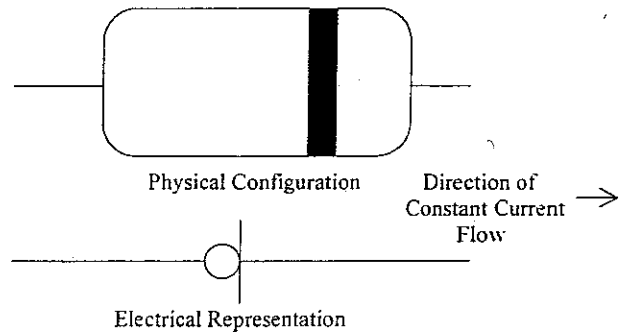 Physical Configuration
Direction of
Constant Current
Flow
Electrical Representation